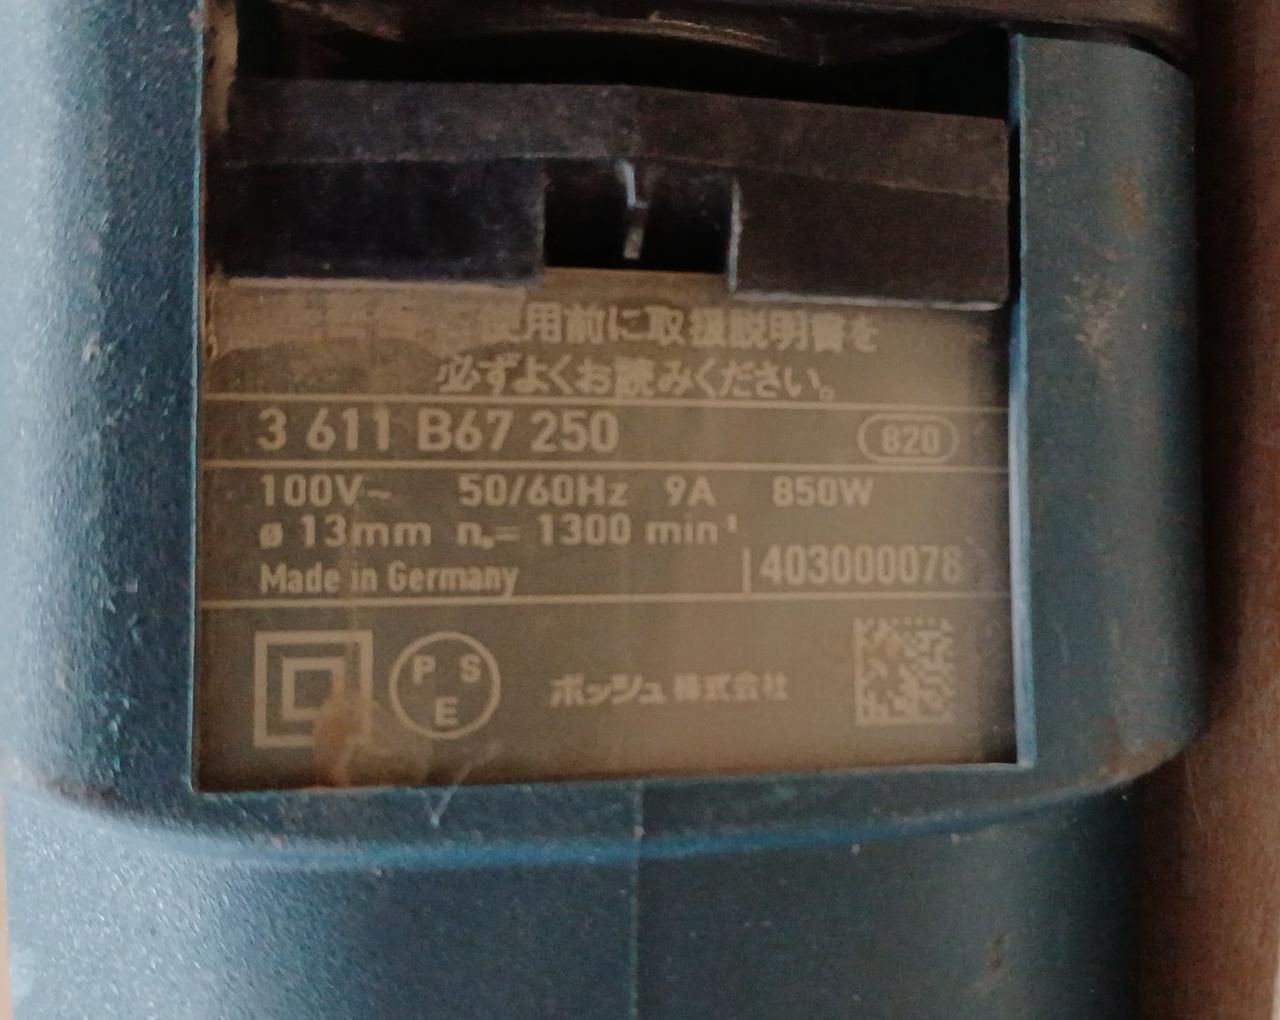 使用前に取扱説明書を
必ずよくお読みください。
3 611 B67 250 820
100V~ 50/60Hz 9A 850W
ø 13mm n₀= 1300 min⁻¹
Made in Germany 403000078
P S E
ボッシュ株式会社